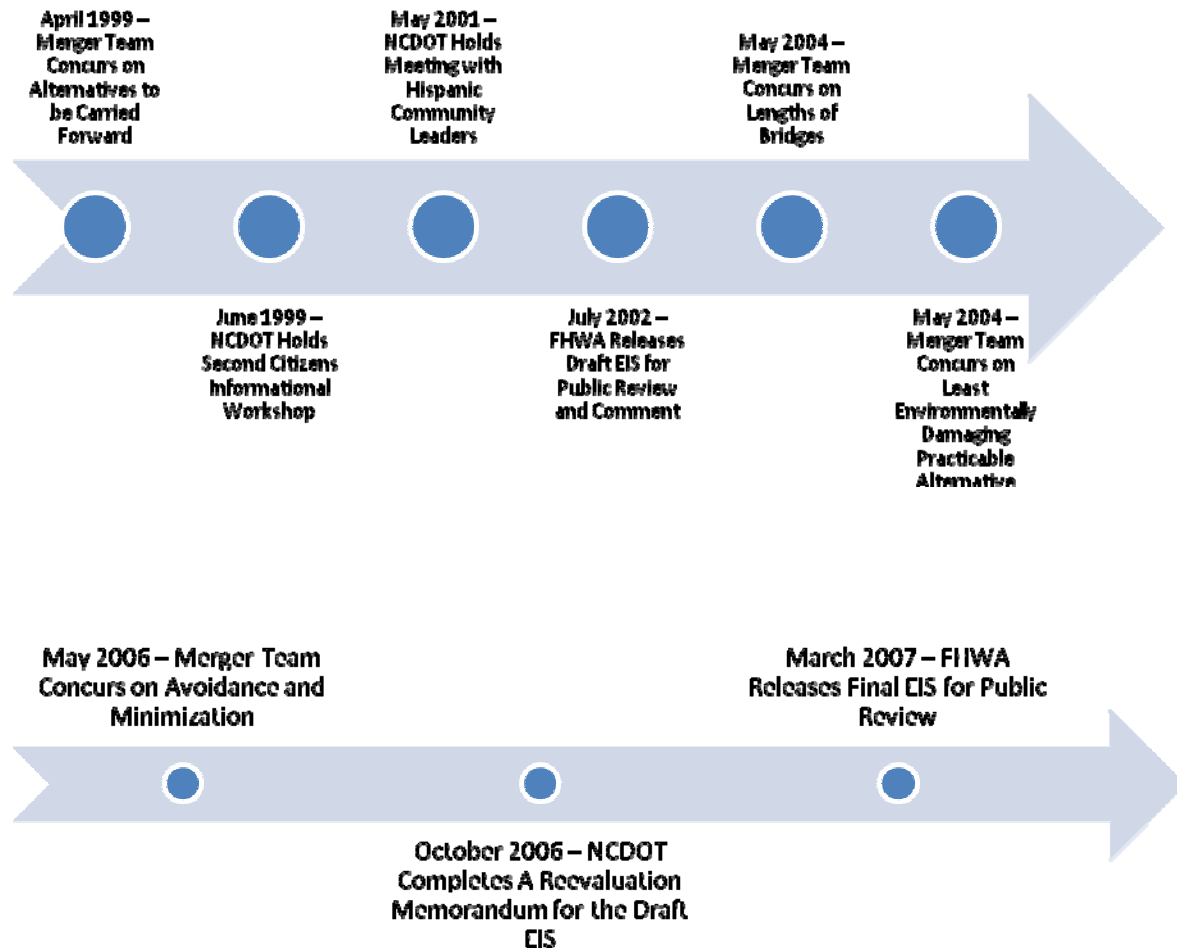 April 1999 –
Merger Team
Concurs on
Alternatives to
be Carried
Forward
June 1999 –
NCDOT Holds
Second Citizens
Informational
Workshop
May 2001 –
NCDOT Holds
Meeting with
Hispanic
Community
Leaders
July 2002 –
FHWA Releases
Draft EIS for
Public Review
and Comment
May 2004 –
Merger Team
Concurs on
Lengths of
Bridges
May 2004 –
Merger Team
Concurs on
Least
Environmentally
Damaging
Practicable
Alternative
May 2006 – Merger Team
Concurs on Avoidance and
Minimization
October 2006 – NCDOT
Completes A Reevaluation
Memorandum for the Draft
EIS
March 2007 – FHWA
Releases Final EIS for Public
Review